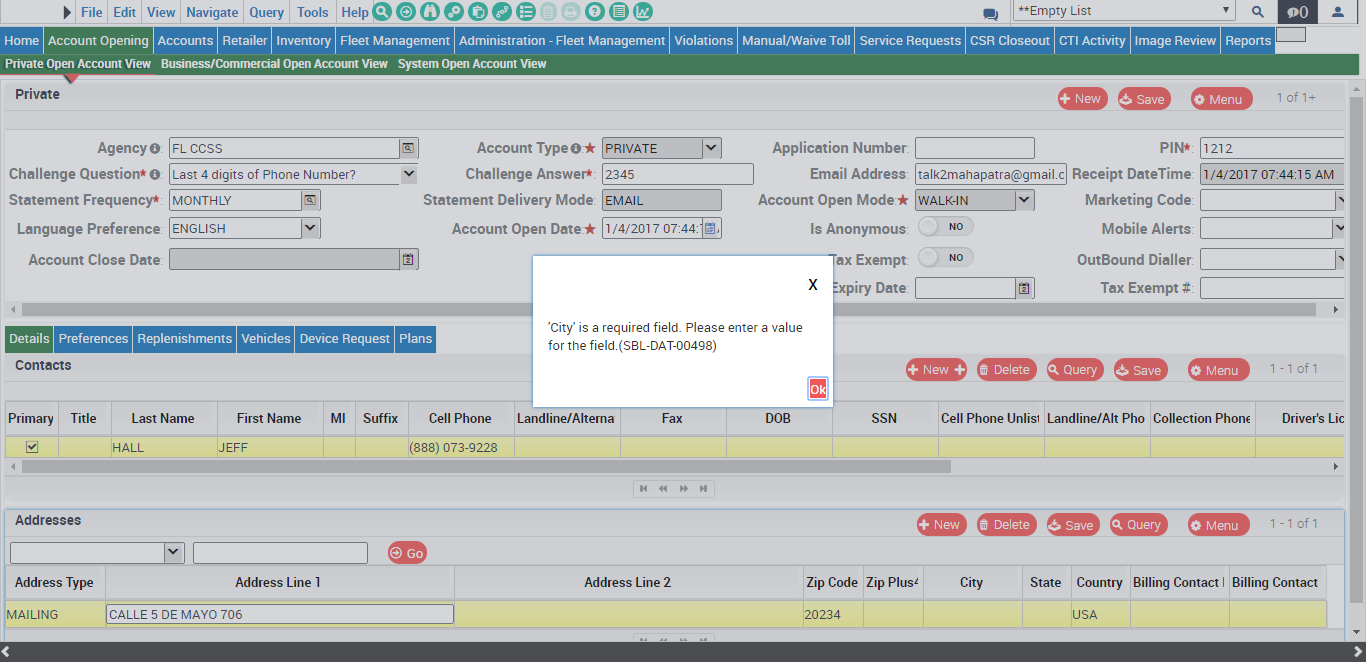 File Edit View Navigate Query Tools Help **Empty List 0
Home Account Opening Accounts Retailer Inventory Fleet Management Administration - Fleet Management Violations Manual/Waive Toll Service Requests CSR Closeout CTI Activity Image Review Reports
Private Open Account View Business/Commercial Open Account View System Open Account View
Private New Save Menu 1 of 1+
Agency: FL CCSS Account Type ★ PRIVATE Application Number: PIN*: 1212
Challenge Question* : Last 4 digits of Phone Number? Challenge Answer*: 2345 Email Address: talk2mahapatra@gmail.c Receipt DateTime: 1/4/2017 07:44:15 AM
Statement Frequency*: MONTHLY Statement Delivery Mode: EMAIL Account Open Mode:★ WALK-IN Marketing Code:
Language Preference: ENGLISH Account Open Date:★ 1/4/2017 07:44: Is Anonymous: NO Mobile Alerts:
Account Close Date: Tax Exempt: NO OutBound Dialler:
Expiry Date: Tax Exempt #:
X
'City' is a required field. Please enter a value
for the field.(SBL-DAT-00498)
Ok
Details Preferences Replenishments Vehicles Device Request Plans
Contacts New Delete Query Save Menu 1 - 1 of 1
Primary Title Last Name First Name MI Suffix Cell Phone Landline/Alterna Fax DOB SSN Cell Phone Unlist Landline/Alt Pho Collection Phone Driver's Lic
HALL JEFF (888) 073-9228
Addresses New Delete Save Query Menu 1 - 1 of 1
Go
Address Type Address Line 1 Address Line 2 Zip Code Zip Plus4 City State Country Billing Contact Billing Contact
MAILING CALLE 5 DE MAYO 706 20234 USA